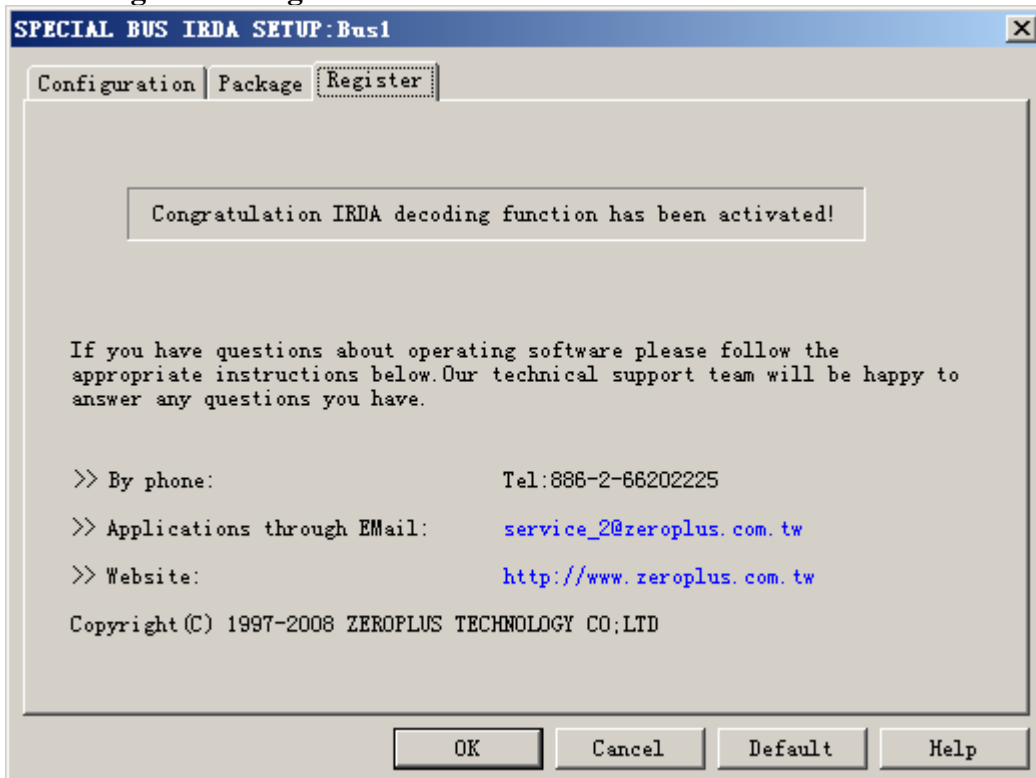 SPECIAL BUS IRDA SETUP:Bus1
Configuration Package Register
Congratulation IRDA decoding function has been activated!
If you have questions about operating software please follow the
appropriate instructions below.Our technical support team will be happy to
answer any questions you have.
>> By phone: Tel:886-2-66202225
>> Applications through EMail: service_2@zeroplus.com.tw
>> Website: http://www.zeroplus.com.tw
Copyright(C) 1997-2008 ZEROPLUS TECHNOLOGY CO;LTD
OK Cancel Default Help